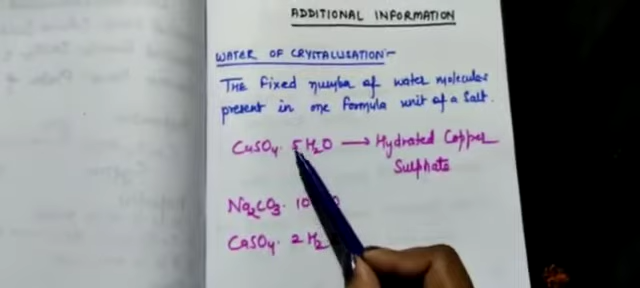 ADDITIONAL INFORMATION
WATER OF CRYSTALLISATION:-
The fixed number of water molecules
present in one formula unit of a salt.
CuSO4. 5H2O → Hydrated Copper
Sulphate
Na2CO3. 10
CaSO4. 2H2